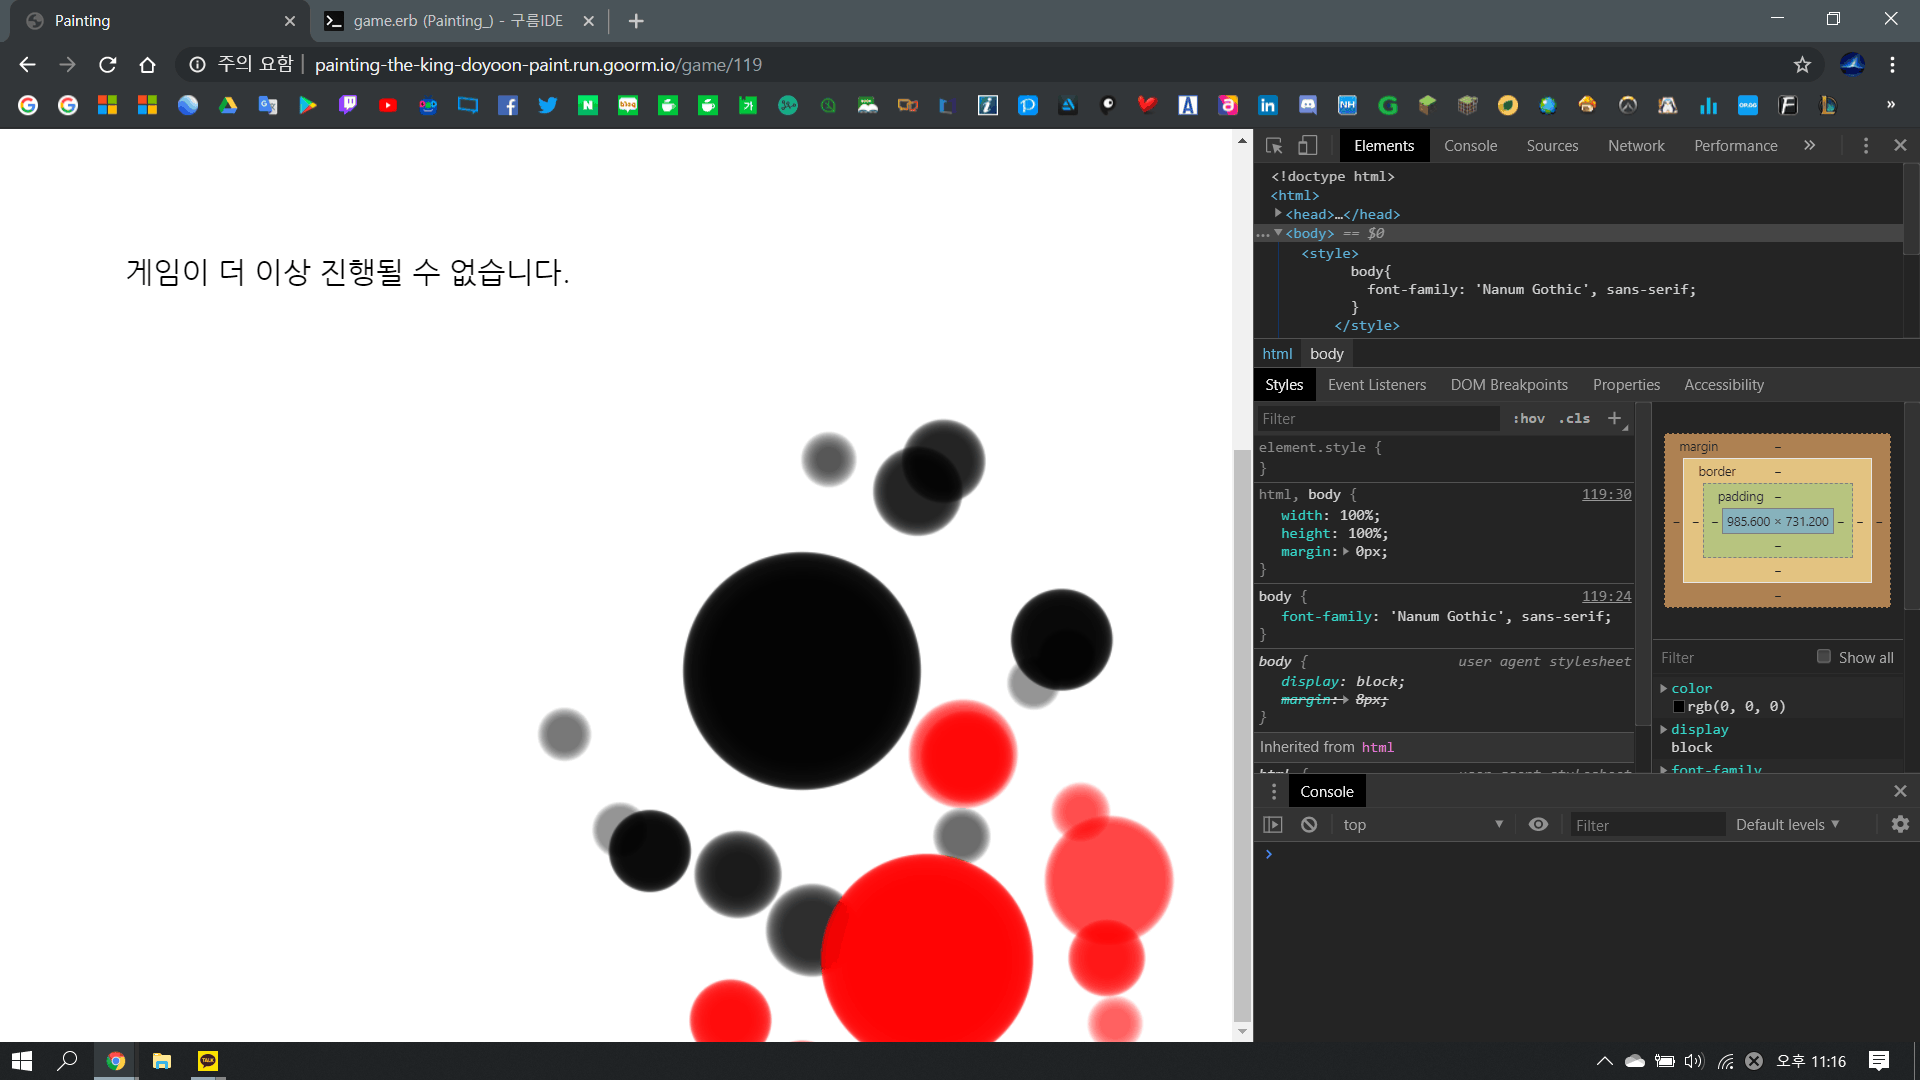 Painting
game.erb (Painting_) - 구름IDE
주의 요함
painting-the-king-doyoon-paint.run.goorm.io/game/119
게임이 더 이상 진행될 수 없습니다.
Elements
Console
Sources
Network
Performance
<!doctype html>
<html>
<head>…</head>
… <body> == $0
<style>
body{
font-family: 'Nanum Gothic', sans-serif;
}
</style>
html
body
Styles
Event Listeners
DOM Breakpoints
Properties
Accessibility
Filter
:hov
.cls
element.style {
}
html, body {
119:30
width: 100%;
height: 100%;
margin: 0px;
}
body {
119:24
font-family: 'Nanum Gothic', sans-serif;
}
body {
user agent stylesheet
display: block;
margin: 8px;
}
Inherited from html
margin –
border –
padding –
985.600 × 731.200
Filter
Show all
color
rgb(0, 0, 0)
display
block
font-family
Console
top
Filter
Default levels
오후 11:16